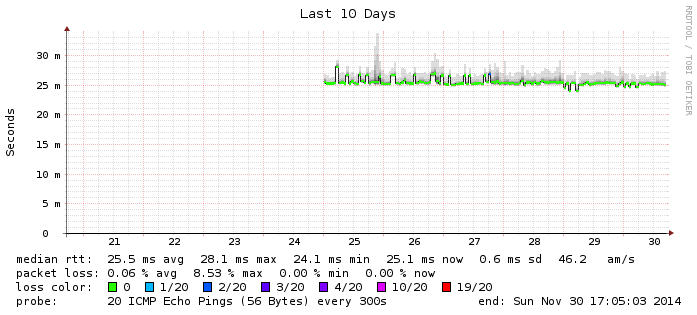 Last 10 Days
RRDTOOL / TOBI OETIKER
Seconds
30 m
25 m
20 m
15 m
10 m
5 m
0
21 22 23 24 25 26 27 28 29 30
median rtt: 25.5 ms avg 28.1 ms max 24.1 ms min 25.1 ms now 0.6 ms sd 46.2 am/s
packet loss: 0.06 % avg 8.53 % max 0.00 % min 0.00 % now
loss color: 0 1/20 2/20 3/20 4/20 10/20 19/20
probe: 20 ICMP Echo Pings (56 Bytes) every 300s end: Sun Nov 30 17:05:03 2014